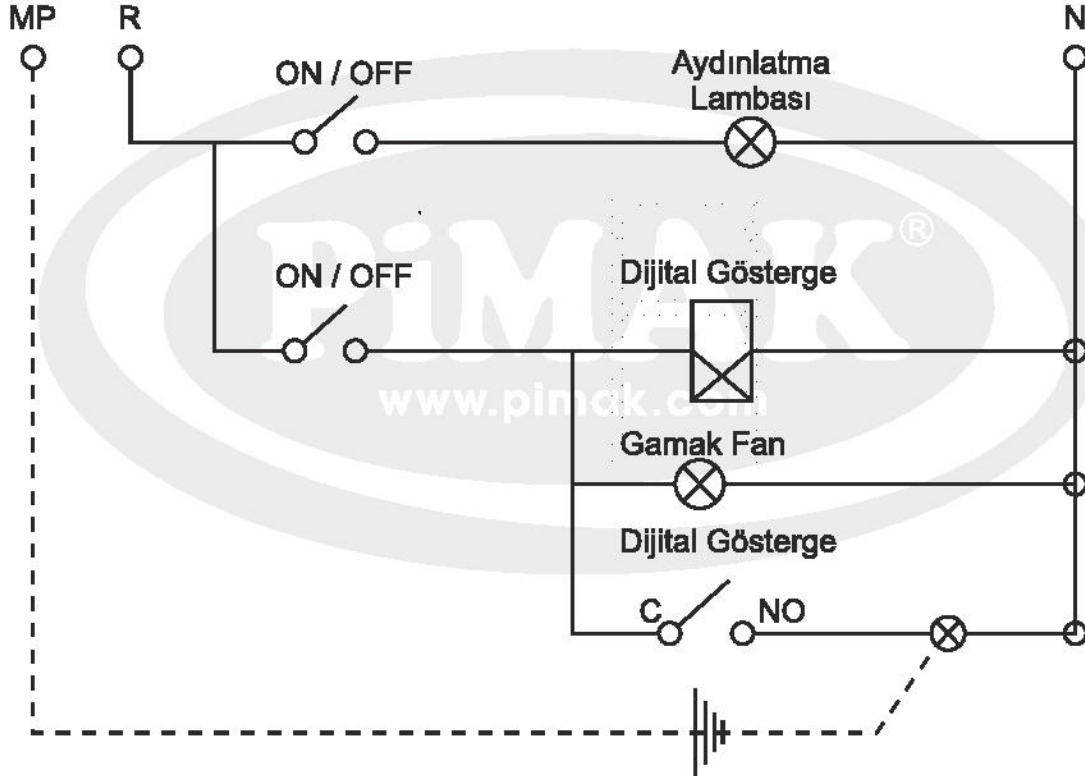 MP
R
N
ON / OFF
Aydınlatma
Lambası
PiMAK®
ON / OFF
Dijital Gösterge
www.pimak.com
Gamak Fan
Dijital Gösterge
C
NO